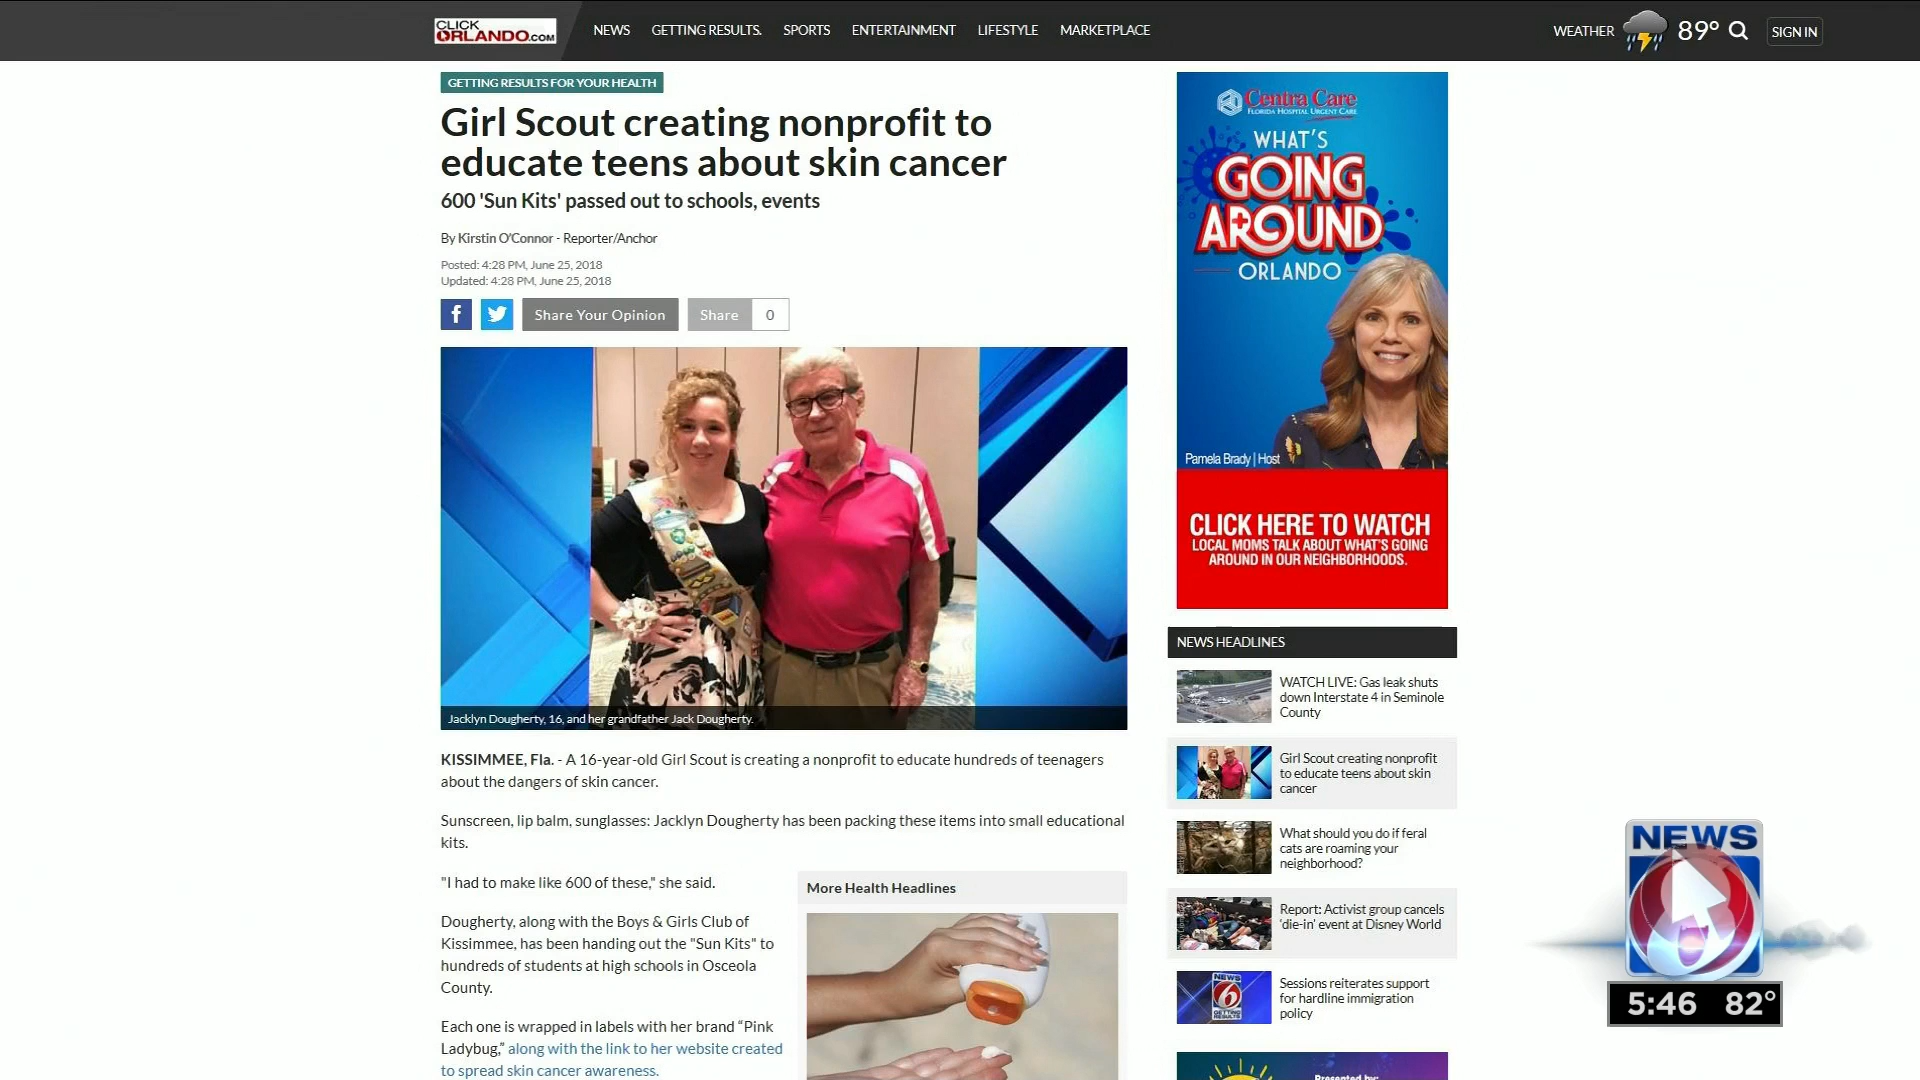 CLICK
ORLANDO.COM
NEWS
GETTING RESULTS.
SPORTS
ENTERTAINMENT
LIFESTYLE
MARKETPLACE
WEATHER
89°
SIGN IN
GETTING RESULTS FOR YOUR HEALTH
Girl Scout creating nonprofit to
educate teens about skin cancer
600 'Sun Kits' passed out to schools, events
By Kirstin O'Connor - Reporter/Anchor
Posted: 4:28 PM, June 25, 2018
Updated: 4:28 PM, June 25, 2018
f
Share Your Opinion
Share
0
Jacklyn Dougherty, 16, and her grandfather Jack Dougherty.
KISSIMMEE, Fla. - A 16-year-old Girl Scout is creating a nonprofit to educate hundreds of teenagers
about the dangers of skin cancer.
Sunscreen, lip balm, sunglasses: Jacklyn Dougherty has been packing these items into small educational
kits.
"I had to make like 600 of these," she said.
Dougherty, along with the Boys & Girls Club of
Kissimmee, has been handing out the "Sun Kits" to
hundreds of students at high schools in Osceola
County.
Each one is wrapped in labels with her brand “Pink
Ladybug,” along with the link to her website created
to spread skin cancer awareness.
More Health Headlines
Centra Care
FLORIDA HOSPITAL URGENT CARE
WHAT'S
GOING
AROUND
ORLANDO
Pamela Brady | Host
CLICK HERE TO WATCH
LOCAL MOMS TALK ABOUT WHAT'S GOING
AROUND IN OUR NEIGHBORHOODS.
NEWS HEADLINES
WATCH LIVE: Gas leak shuts
down Interstate 4 in Seminole
County
Girl Scout creating nonprofit
to educate teens about skin
cancer
What should you do if feral
cats are roaming your
neighborhood?
Report: Activist group cancels
‘die-in’ event at Disney World
NEWS
6
GETTING
RESULTS
Sessions reiterates support
for hardline immigration
policy
Presented by:
NEWS
6
5:46 82°